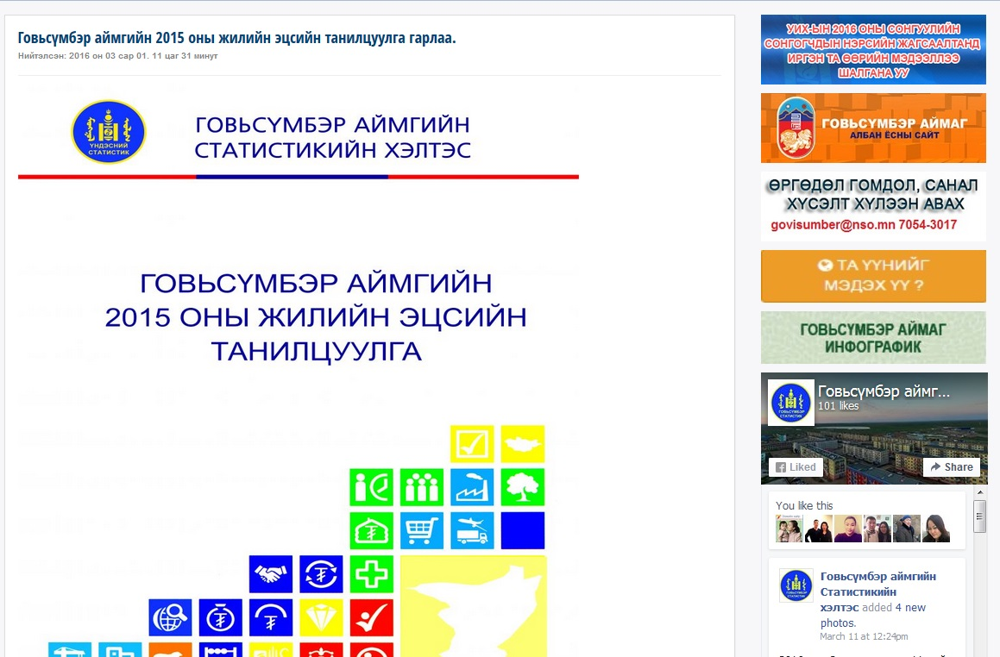 Говьсүмбэр аймгийн 2015 оны жилийн эцсийн танилцуулга гарлаа.
Нийтэлсэн: 2016 он 03 сар 01. 11 цаг 31 минут
ҮНДЭСНИЙ
СТАТИСТИК
ГОВЬСҮМБЭР АЙМГИЙН
СТАТИСТИКИЙН ХЭЛТЭС
ГОВЬСҮМБЭР АЙМГИЙН
2015 ОНЫ ЖИЛИЙН ЭЦСИЙН
ТАНИЛЦУУЛГА
УИХ-ЫН 2016 ОНЫ СОНГУУЛИЙН
СОНГОГЧДЫН НЭРСИЙН ЖАГСААЛТАНД
ИРГЭН ТА ӨӨРИЙН МЭДЭЭЛЛЭЭ
ШАЛГАНА УУ
ГОВЬСҮМБЭР АЙМАГ
АЛБАН ЁСНЫ САЙТ
ӨРГӨДӨЛ ГОМДОЛ, САНАЛ
ХҮСЭЛТ ХҮЛЭЭН АВАХ
govisumber@nso.mn 7054-3017
ТА ҮҮНИЙГ
МЭДЭХ ҮҮ ?
ГОВЬСҮМБЭР АЙМАГ
ИНФОГРАФИК
Говьсүмбэр аймг...
101 likes
Liked
Share
You like this
Говьсүмбэр аймгийн
Статистикийн
хэлтэс added 4 new
photos.
March 11 at 12:24pm